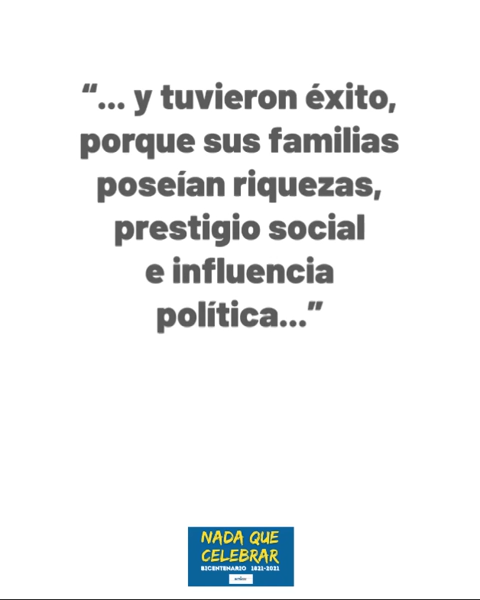 “... y tuvieron éxito,
porque sus familias
poseían riquezas,
prestigio social
e influencia
política...”
NADA QUE
CELEBRAR
BICENTENARIO 1821-2021